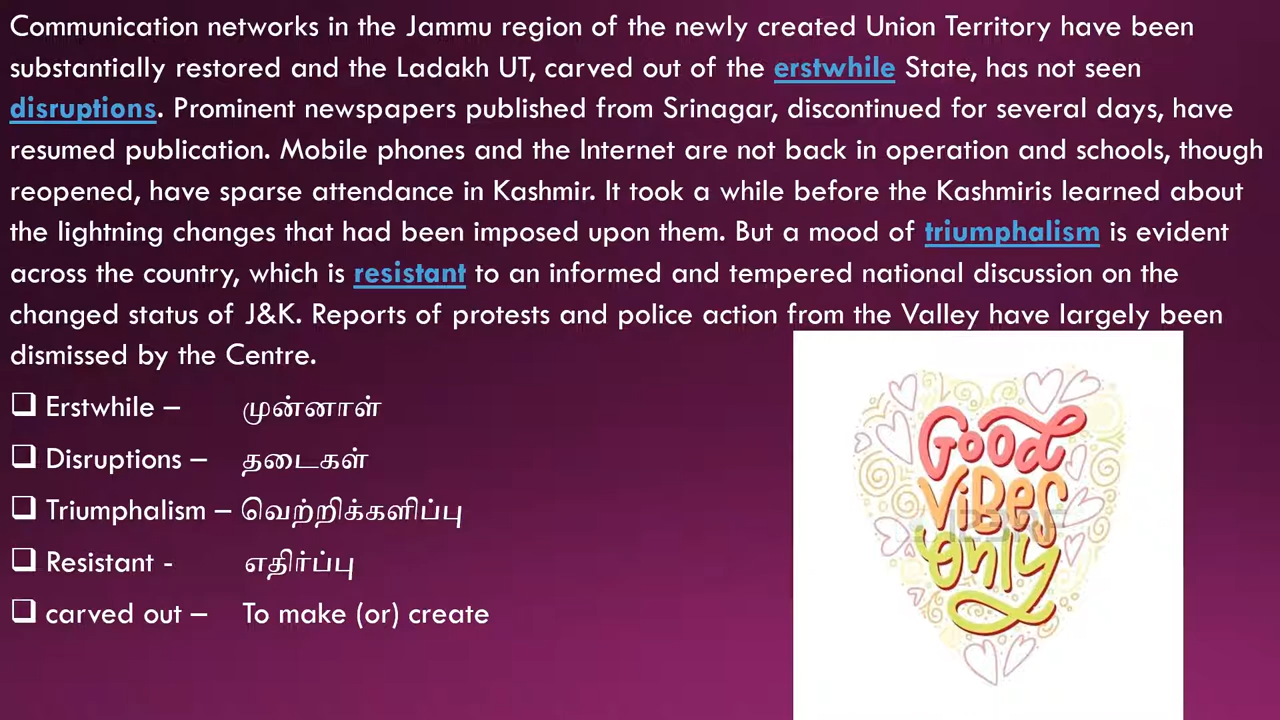 Communication networks in the Jammu region of the newly created Union Territory have been
substantially restored and the Ladakh UT, carved out of the erstwhile State, has not seen
disruptions. Prominent newspapers published from Srinagar, discontinued for several days, have
resumed publication. Mobile phones and the Internet are not back in operation and schools, though
reopened, have sparse attendance in Kashmir. It took a while before the Kashmiris learned about
the lightning changes that had been imposed upon them. But a mood of triumphalism is evident
across the country, which is resistant to an informed and tempered national discussion on the
changed status of J&K. Reports of protests and police action from the Valley have largely been
dismissed by the Centre.
Erstwhile – முன்னாள்
Disruptions – தடைகள்
Triumphalism – வெற்றிக்களிப்பு
Resistant - எதிர்ப்பு
carved out – To make (or) create
Good
Vibes
Only